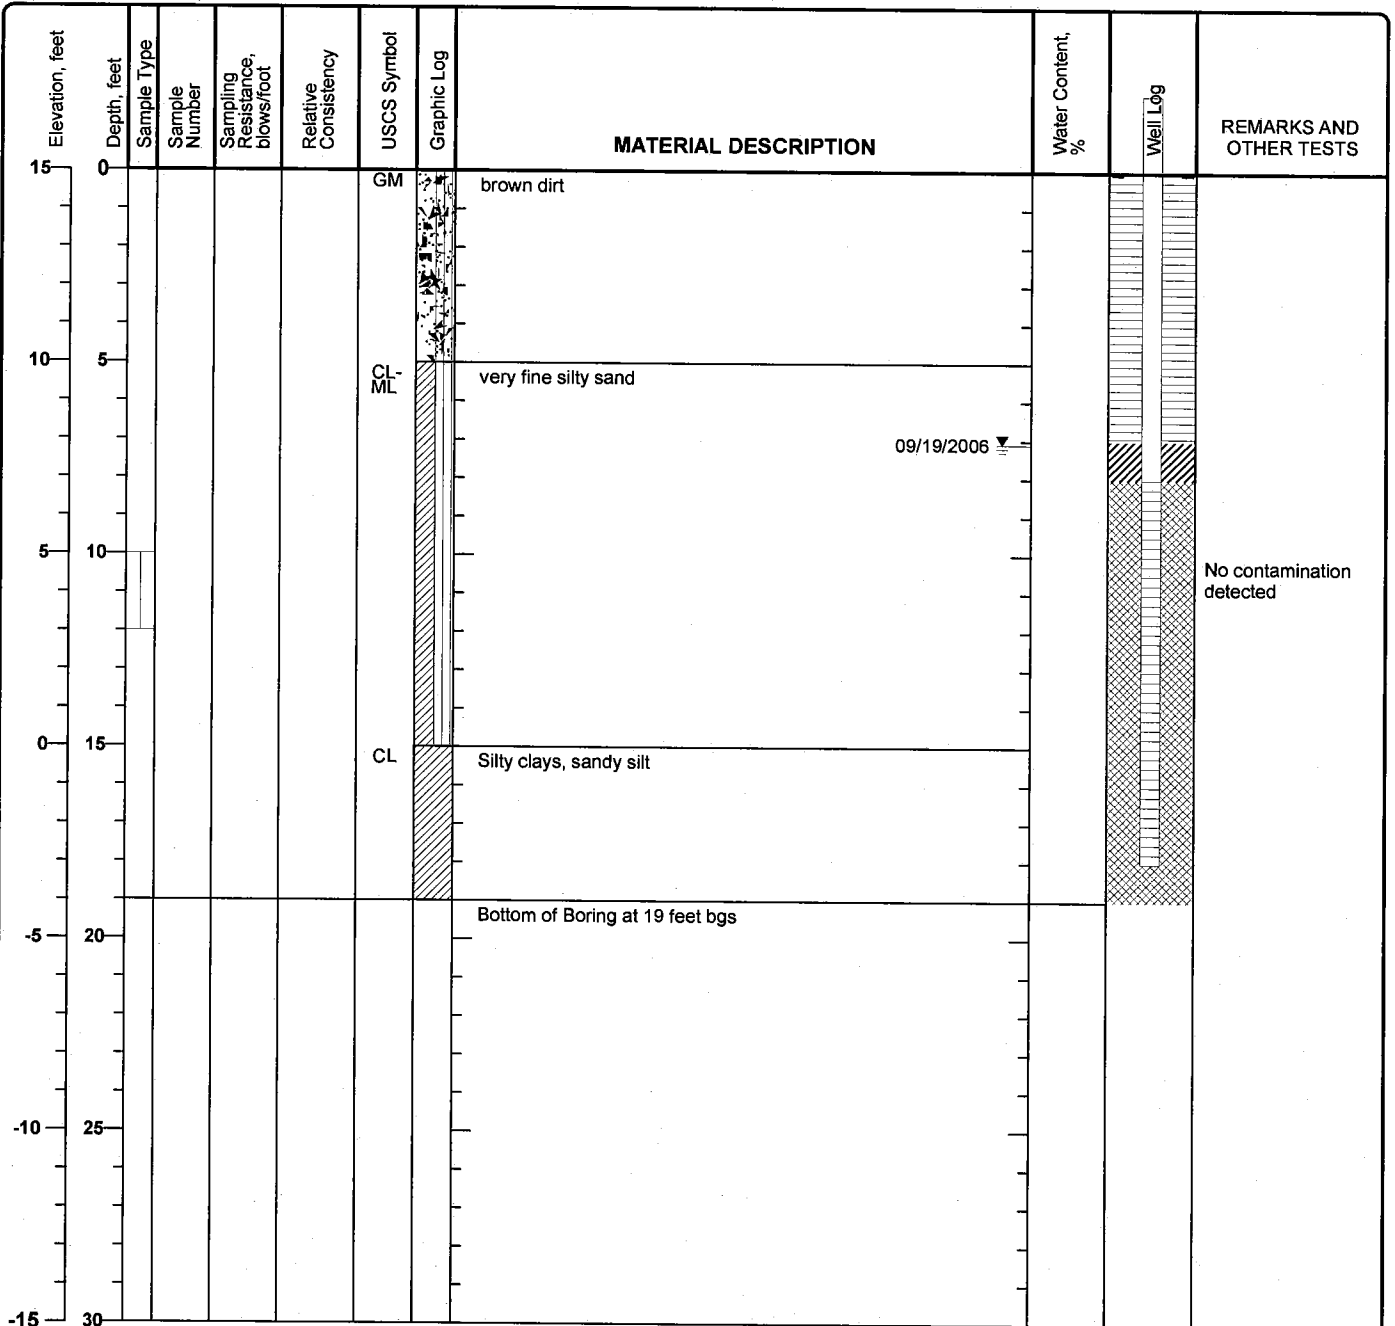 Elevation, feet
Depth, feet
Sample Type
Sample
Number
Sampling
Resistance,
blows/foot
Relative
Consistency
USCS Symbol
Graphic Log
MATERIAL DESCRIPTION
Water Content,
%
Well Log
REMARKS AND
OTHER TESTS
15 0
GM brown dirt
10 5
CL-
ML
very fine silty sand
09/19/2006
5 10
No contamination
detected
0 15
CL Silty clays, sandy silt
Bottom of Boring at 19 feet bgs
-5 20
-10 25
-15 30